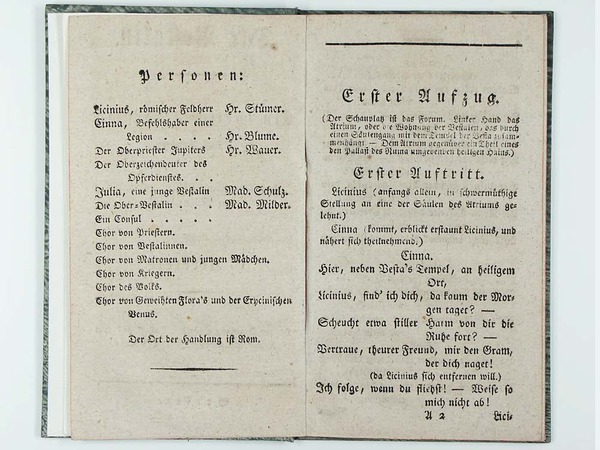 Personen:
Licinius, römischer Feldherr Hr. Stümer.
Cinna, Befehlshaber einer
Legion . . . . Hr. Blume.
Der Oberpriester Jupiters Hr. Wauer.
Der Oberzeichendeuter des
Opferdienstes. . .
Julia, eine junge Vestalin Mad. Schulz.
Die Ober-Vestalin . . . Mad. Milder.
Ein Consul . . . . .
Chor von Priestern.
Chor von Vestalinnen.
Chor von Matronen und jungen Mädchen.
Chor von Kriegern.
Chor des Volks.
Chor von Geweihten Flora's und der Erycinischen
Venus.
Der Ort der Handlung ist Rom.
Erster Aufzug.
(Der Schauplatz ist das Forum. Linker Hand das
Atrium, oder die Wohnung der Vestalen, das durch
einen Säulengang mit dem Tempel der Vesta zusam-
menhängt — Dem Atrium gegenüber ein Theil eines
den Pallast des Numa umgebenden heiligen Hains.)
Erster Auftritt.
Licinius (anfangs allein, in schwermüthige
Stellung an eine der Säulen des Atriums ge-
lehnt.)
Cinna (kommt, erblickt erstaunt Licinius, und
nähert sich theilnehmend.)
Cinna.
Hier, neben Vesta's Tempel, an heiligem
Ort,
Licinius, find' ich dich, da kaum der Mor-
gen taget? —
Scheucht etwa stiller Harm von dir die
Ruhe fort? —
Vertraue, theurer Freund, mir den Gram,
der dich naget!
(da Licinius sich entfernen will.)
Ich folge, wenn du fliehst! — Weise so
mich nicht ab!
A 2 Lici-